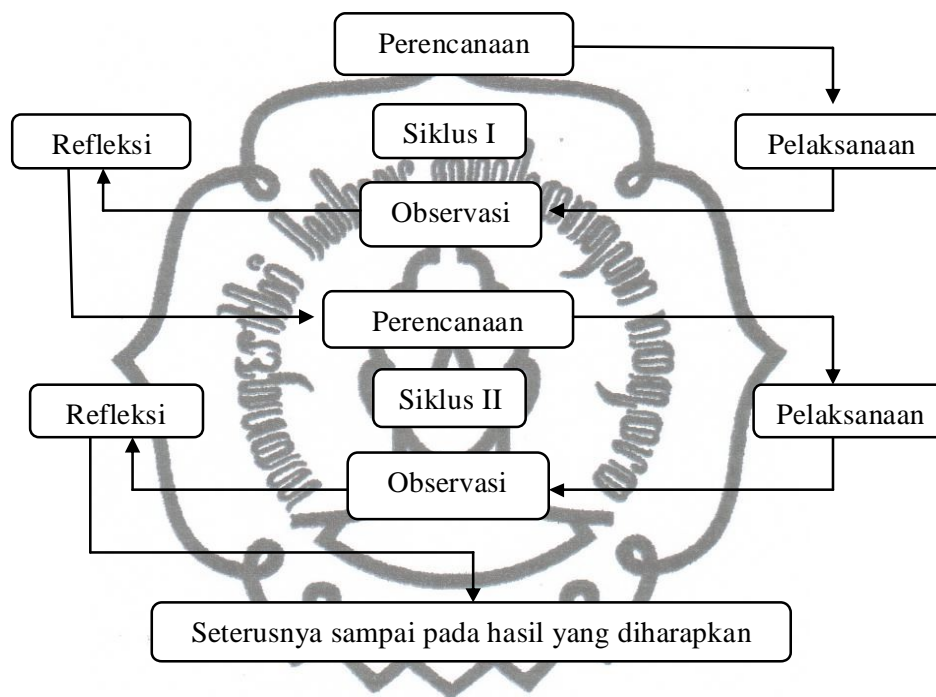 Perencanaan
Siklus I
Refleksi
Pelaksanaan
Observasi
Perencanaan
Siklus II
Refleksi
Pelaksanaan
Observasi
Seterusnya sampai pada hasil yang diharapkan